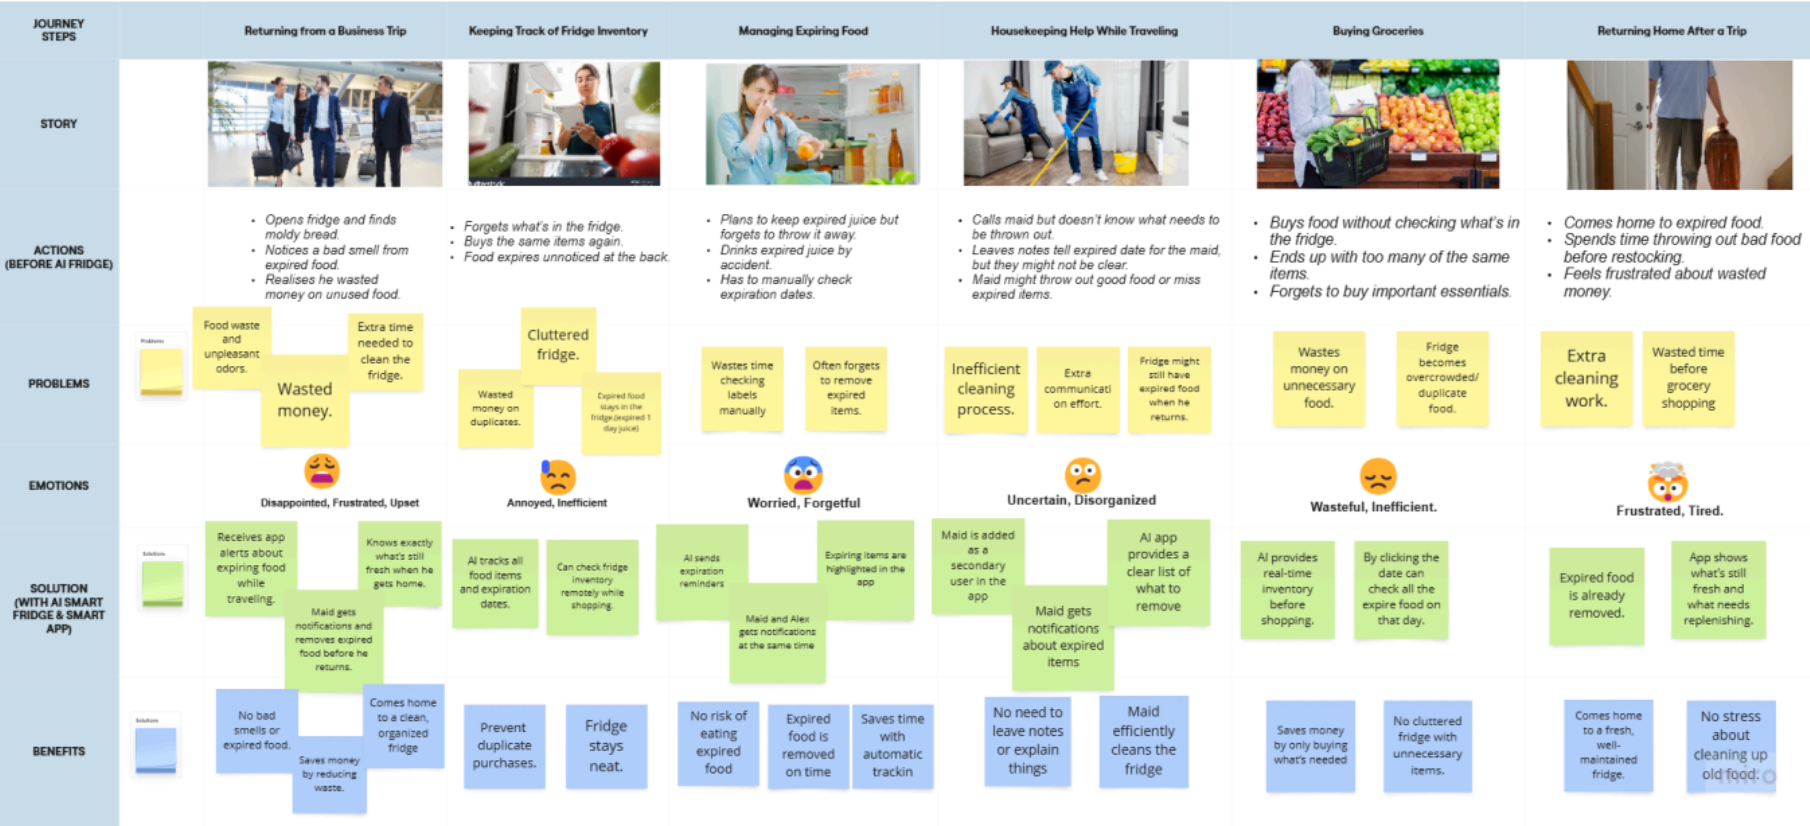 JOURNEY
STEPS
Returning from a Business Trip
Keeping Track of Fridge Inventory
Managing Expiring Food
Housekeeping Help While Traveling
Buying Groceries
Returning Home After a Trip
STORY
ACTIONS
(BEFORE AI FRIDGE)
• Opens fridge and finds
moldy bread.
• Notices a bad smell from
expired food.
• Realises he wasted
money on unused food.
• Forgets what's in the fridge.
• Buys the same items again.
• Food expires unnoticed at the back.
• Plans to keep expired juice but
forgets to throw it away.
• Drinks expired juice by
accident.
• Has to manually check
expiration dates.
• Calls maid but doesn't know what needs to
be thrown out.
• Leaves notes tell expired date for the maid,
but they might not be clear.
• Maid might throw out good food or miss
expired items.
• Buys food without checking what's in
the fridge.
• Ends up with too many of the same
items.
• Forgets to buy important essentials.
• Comes home to expired food.
• Spends time throwing out bad food
before restocking.
• Feels frustrated about wasted
money.
PROBLEMS
Problems
Food waste
and
unpleasant
odors.
Wasted
money.
Extra time
needed to
clean the
fridge.
Wasted
money on
duplicates.
Cluttered
fridge.
Expired food
stays in the
fridge.(expired 1
day juice)
Wastes time
checking
labels
manually
Often forgets
to remove
expired
items.
Inefficient
cleaning
process.
Extra
communicati
on effort.
Fridge might
still have
expired food
when he
returns.
Wastes
money on
unnecessary
food.
Fridge
becomes
overcrowded/
duplicate
food.
Extra
cleaning
work.
Wasted time
before
grocery
shopping
EMOTIONS
Disappointed, Frustrated, Upset
Annoyed, Inefficient
Worried, Forgetful
Uncertain, Disorganized
Wasteful, Inefficient.
Frustrated, Tired.
SOLUTION
(WITH AI SMART
FRIDGE & SMART
APP)
Solutions
Receives app
alerts about
expiring food
while
traveling.
Maid gets
notifications and
removes expired
food before he
returns.
Knows exactly
what's still
fresh when he
gets home.
AI tracks all
food items
and expiration
dates.
Can check fridge
inventory
remotely while
shopping.
AI sends
expiration
reminders
Maid and Alex
gets notifications
at the same time
Expiring items are
highlighted in the
app
Maid is added
as a
secondary
user in the
app
Maid gets
notifications
about expired
items
AI app
provides a
clear list of
what to
remove
AI provides
real-time
inventory
before
shopping.
By clicking the
date can
check all the
expire food on
that day.
Expired food
is already
removed.
App shows
what's still
fresh and
what needs
replenishing.
BENEFITS
Solutions
No bad
smells or
expired food.
Saves money
by reducing
waste.
Comes home
to a clean,
organized
fridge
Prevent
duplicate
purchases.
Fridge
stays
neat.
No risk of
eating
expired
food
Expired
food is
removed
on time
Saves time
with
automatic
trackin
No need to
leave notes
or explain
things
Maid
efficiently
cleans the
fridge
Saves money
by only buying
what's needed
No cluttered
fridge with
unnecessary
items.
Comes home
to a fresh,
well-
maintained
fridge.
No stress
about
cleaning up
old food.
miro